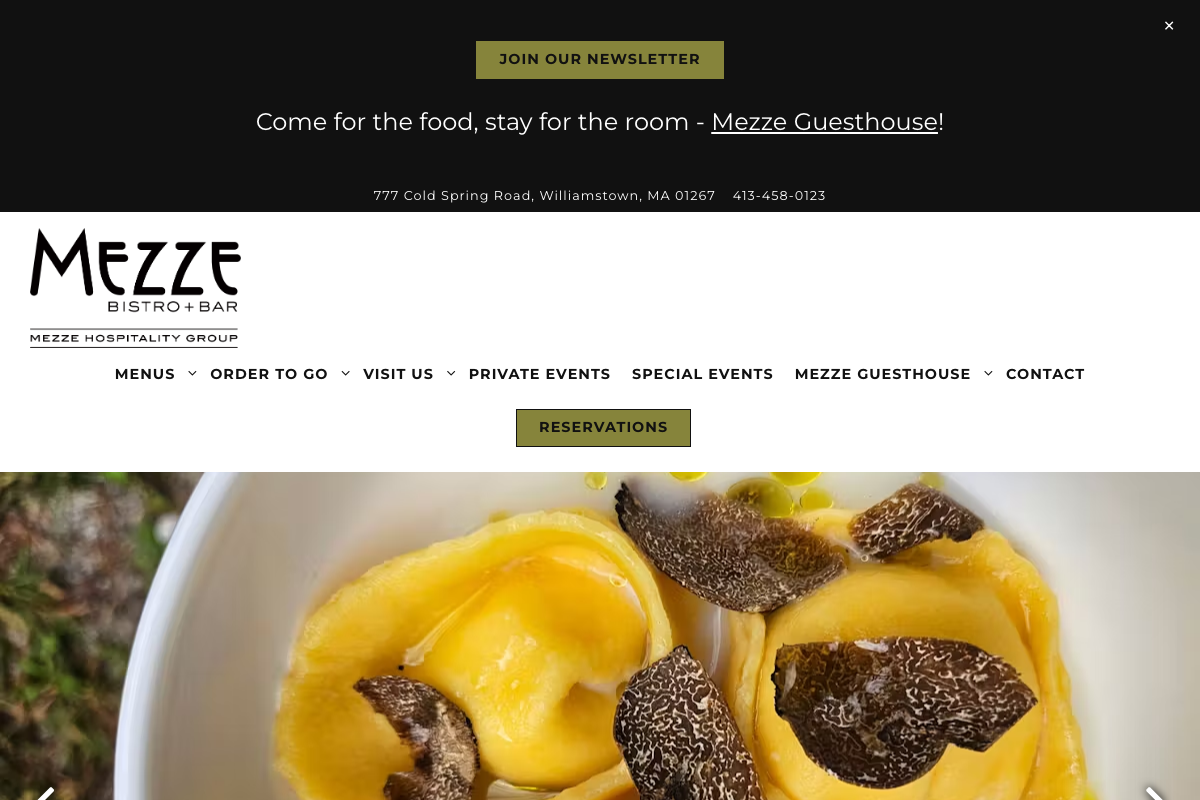 ×
JOIN OUR NEWSLETTER
Come for the food, stay for the room - Mezze Guesthouse!
777 Cold Spring Road, Williamstown, MA 01267 413-458-0123
MEZZE
BISTRO + BAR
MEZZE HOSPITALITY GROUP
MENUS ORDER TO GO VISIT US PRIVATE EVENTS SPECIAL EVENTS MEZZE GUESTHOUSE CONTACT
RESERVATIONS